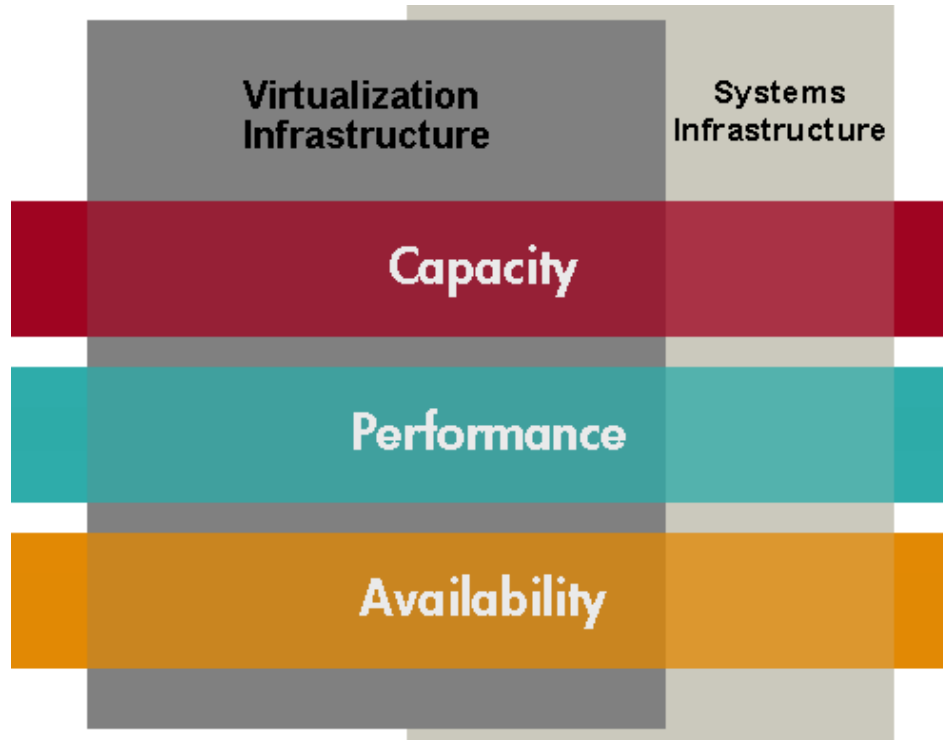 Virtualization
Infrastructure
Systems
Infrastructure
Capacity
Performance
Availability